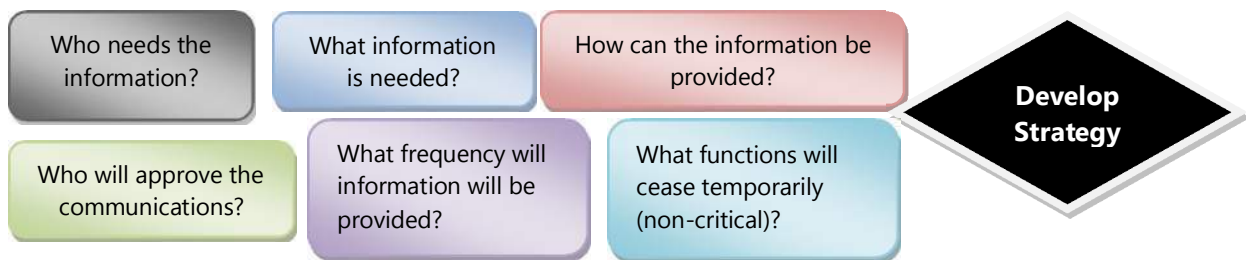 Who needs the
information?
What information
is needed?
How can the information be
provided?
Develop
Strategy
Who will approve the
communications?
What frequency will
information will be
provided?
What functions will
cease temporarily
(non-critical)?